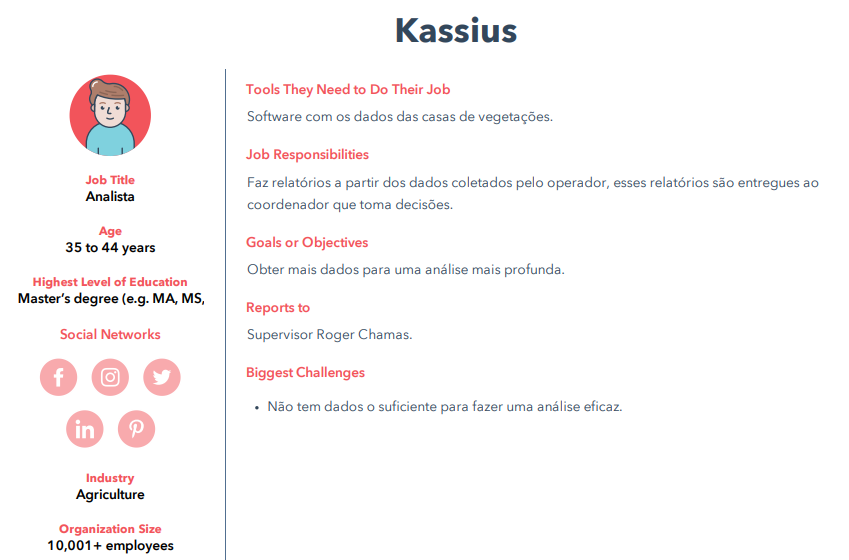 Kassius
Job Title
Analista
Age
35 to 44 years
Highest Level of Education
Master’s degree (e.g. MA, MS,
Social Networks
Industry
Agriculture
Organization Size
10,001+ employees
Tools They Need to Do Their Job
Software com os dados das casas de vegetações.
Job Responsibilities
Faz relatórios a partir dos dados coletados pelo operador, esses relatórios são entregues ao
coordenador que toma decisões.
Goals or Objectives
Obter mais dados para uma análise mais profunda.
Reports to
Supervisor Roger Chamas.
Biggest Challenges
• Não tem dados o suficiente para fazer uma análise eficaz.